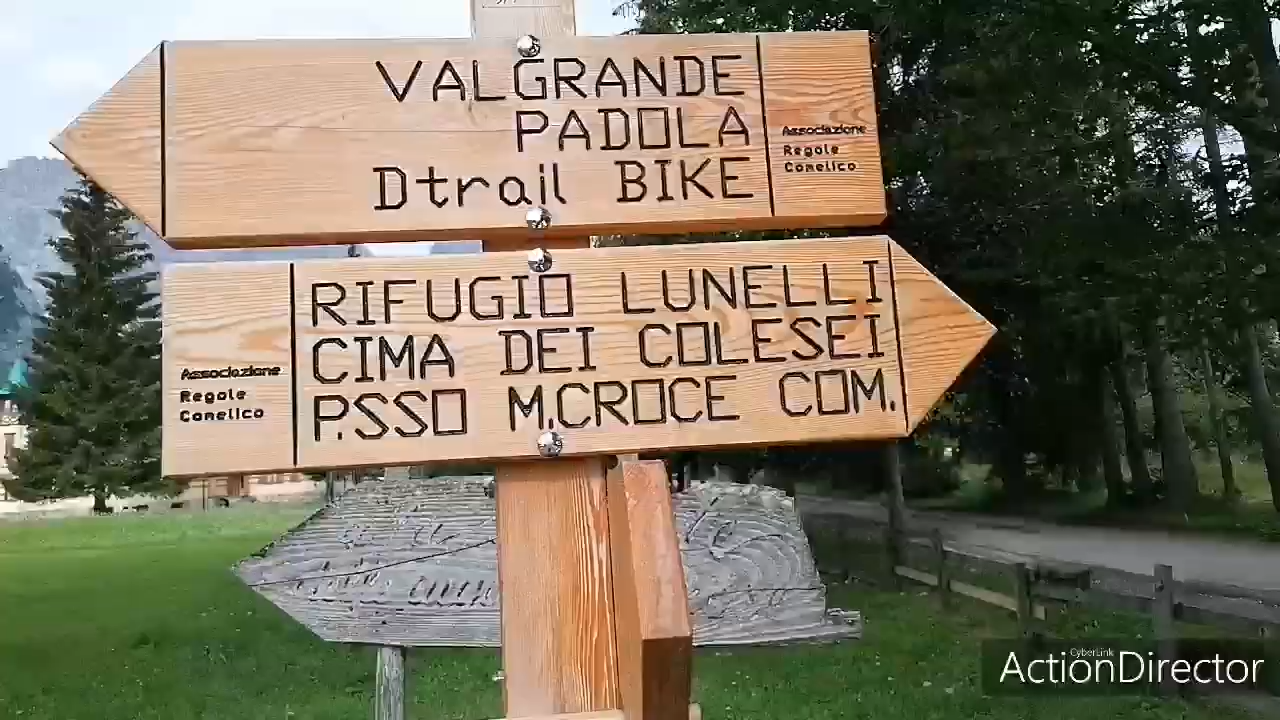 VALGRANDE
PADOLA
Dtrail BIKE
Associazione
Regole
Comelico
RIFUGIO LUNELLI
CIMA DEI COLESEI
P.SSO M.CROCE COM.
Associazione
Regole
Comelico
CyberLink
ActionDirector